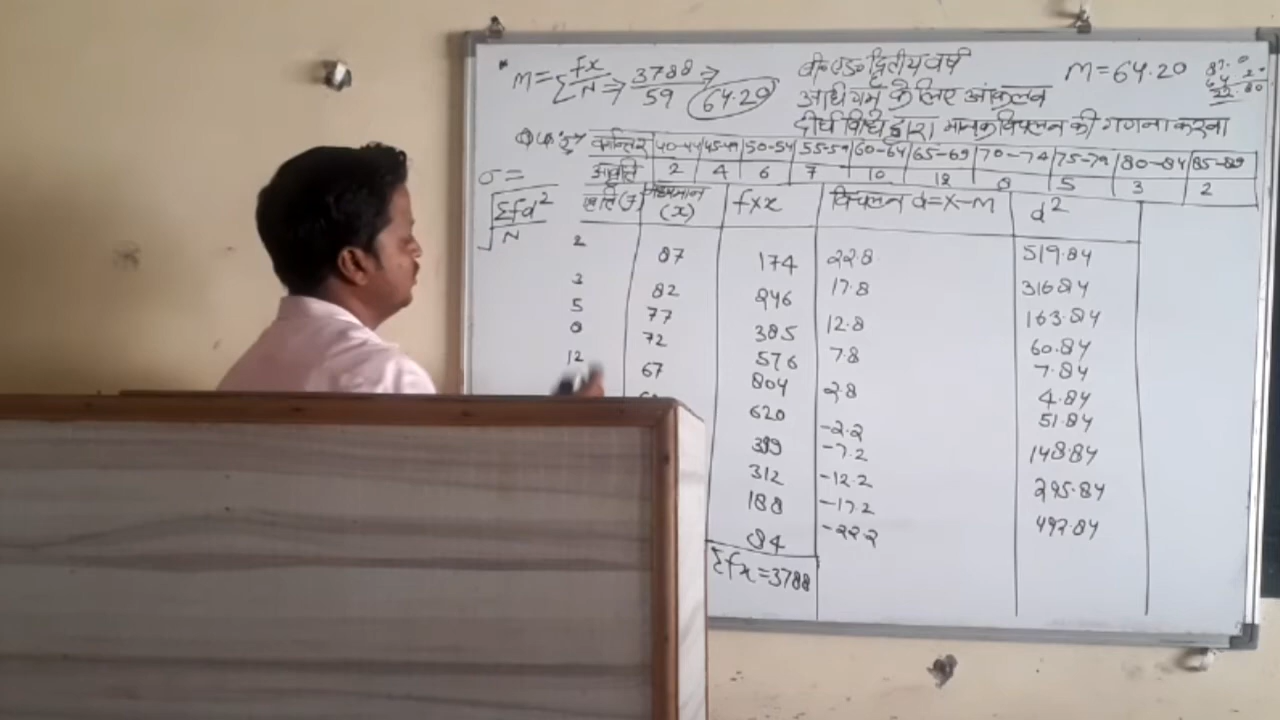 M = Σ fx/N ⇒ 3788/59 ⇒ 64.20
बी०एड० द्वितीय वर्ष
M = 64.20
अधिगम के लिए आंकलन
दीर्घ विधि द्वारा मानक विचलन की गणना करना
वर्गान्तर 40-44 45-49 50-54 55-59 60-64 65-69 70-74 75-79 80-84 85-89
आवृत्ति 2 4 6 7 10 12 8 5 3 2
σ = √Σfd²/N
(x) f×x विचलन d=X-M d²
2 87 174 22.8 519.84
3 82 246 17.8 316.84
5 77 385 12.8 163.84
8 72 576 7.8 60.84
12 67 804 2.8 7.84
620 -2.2 4.84
399 -7.2 51.84
312 -12.2 148.84
188 -17.2 295.84
84 -22.2 492.84
Σfx=3788